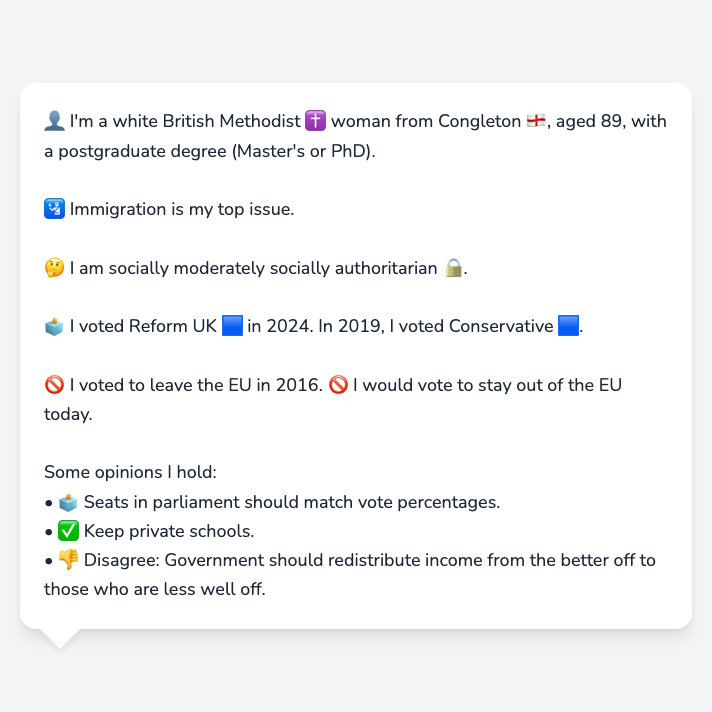 👤 I'm a white British Methodist ✝️ woman from Congleton 🏴󠁧󠁢󠁥󠁮󠁧󠁿, aged 89, with
a postgraduate degree (Master's or PhD).
🛂 Immigration is my top issue.
🤔 I am socially moderately socially authoritarian 🔒.
🗳️ I voted Reform UK 🟦 in 2024. In 2019, I voted Conservative 🟦.
🚫 I voted to leave the EU in 2016. 🚫 I would vote to stay out of the EU
today.
Some opinions I hold:
• 🗳️ Seats in parliament should match vote percentages.
• ✅ Keep private schools.
• 👎 Disagree: Government should redistribute income from the better off to
those who are less well off.